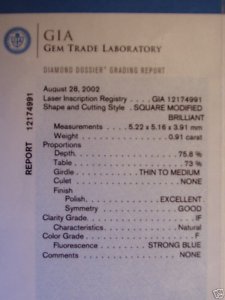 GIA
GEM TRADE LABORATORY
DIAMOND DOSSIER® GRADING REPORT
REPORT 12174991
August 28, 2002
Laser Inscription Registry .... GIA 12174991
Shape and Cutting Style . SQUARE MODIFIED
BRILLIANT
Measurements .... 5.22 x 5.16 x 3.91 mm
Weight .... 0.91 carat
Proportions
Depth .... 75.8 %
Table .... 73 %
Girdle .... THIN TO MEDIUM
Culet .... NONE
Finish
Polish .... EXCELLENT
Symmetry .... GOOD
Clarity Grade .... IF
Characteristics .... Natural
Color Grade .... F
Fluorescence .... STRONG BLUE
Comments .... NONE